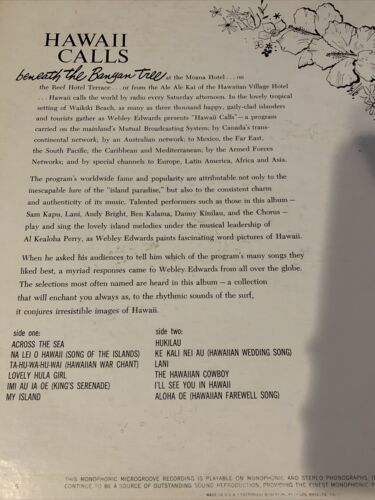 HAWAII
CALLS
beneath the Banyan tree at the Moana Hotel . . . on
the Reef Hotel Terrace . . . or from the Ale Ale Kai of the Hawaiian Village Hotel
. . . Hawaii calls the world by radio every Saturday afternoon. In the lovely tropical
setting of Waikiki Beach, as many as three thousand happy, gaily-clad islanders
and tourists gather as Webley Edwards presents "Hawaii Calls" – a program
carried on the mainland's Mutual Broadcasting System; by Canada's trans-
continental network; by an Australian network; to Mexico, the Far East,
the South Pacific, the Caribbean and Mediterranean; by the Armed Forces
Networks; and by special channels to Europe, Latin America, Africa and Asia.
The program's worldwide fame and popularity are attributable not only to the
inescapable lure of the "island paradise," but also to the consistent charm
and authenticity of its music. Talented performers such as those in this album –
Sam Kapu, Lani, Andy Bright, Ben Kalama, Danny Kinilau, and the Chorus –
play and sing the lovely island melodies under the musical leadership of
Al Kealoha Perry, as Webley Edwards paints fascinating word pictures of Hawaii.
When he asked his audiences to tell him which of the program's many songs they
liked best, a myriad responses came to Webley Edwards from all over the globe.
The selections most often named are heard in this album – a collection
that will enchant you always as, to the rhythmic sounds of the surf,
it conjures irresistible images of Hawaii.
side one:
ACROSS THE SEA
NA LEI O HAWAII (SONG OF THE ISLANDS)
TA-HU-WA-HU-WAI (HAWAIIAN WAR CHANT)
LOVELY HULA GIRL
IMI AU IA OE (KING'S SERENADE)
MY ISLAND
side two:
HUKILAU
KE KALI NEI AU (HAWAIIAN WEDDING SONG)
LANI
THE HAWAIIAN COWBOY
I'LL SEE YOU IN HAWAII
ALOHA OE (HAWAIIAN FAREWELL SONG)
THIS MONOPHONIC MICROGROOVE RECORDING IS PLAYABLE ON MONOPHONIC AND STEREO PHONOGRAPHS.
CONTINUE TO BE A SOURCE OF OUTSTANDING SOUND REPRODUCTION, PROVIDING THE FINEST MONOPHONIC
MADE IN U.S.A.